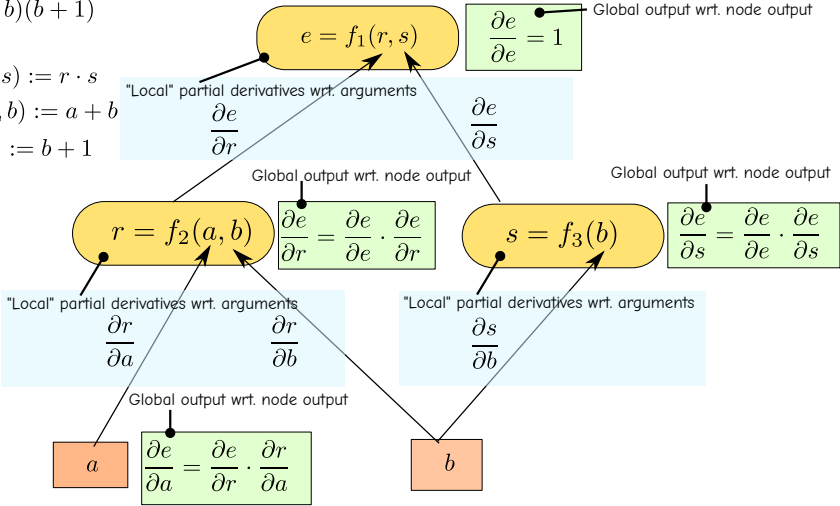 b)(b + 1)
s) := r · s
, b) := a + b
:= b + 1
e = f₁(r, s)
∂e/∂e = 1
Global output wrt. node output
"Local" partial derivatives wrt. arguments
∂e/∂r
∂e/∂s
Global output wrt. node output
r = f₂(a, b)
∂e/∂r = ∂e/∂e · ∂e/∂r
Global output wrt. node output
s = f₃(b)
∂e/∂s = ∂e/∂e · ∂e/∂s
"Local" partial derivatives wrt. arguments
∂r/∂a
∂r/∂b
"Local" partial derivatives wrt. arguments
∂s/∂b
Global output wrt. node output
a
∂e/∂a = ∂e/∂r · ∂r/∂a
b